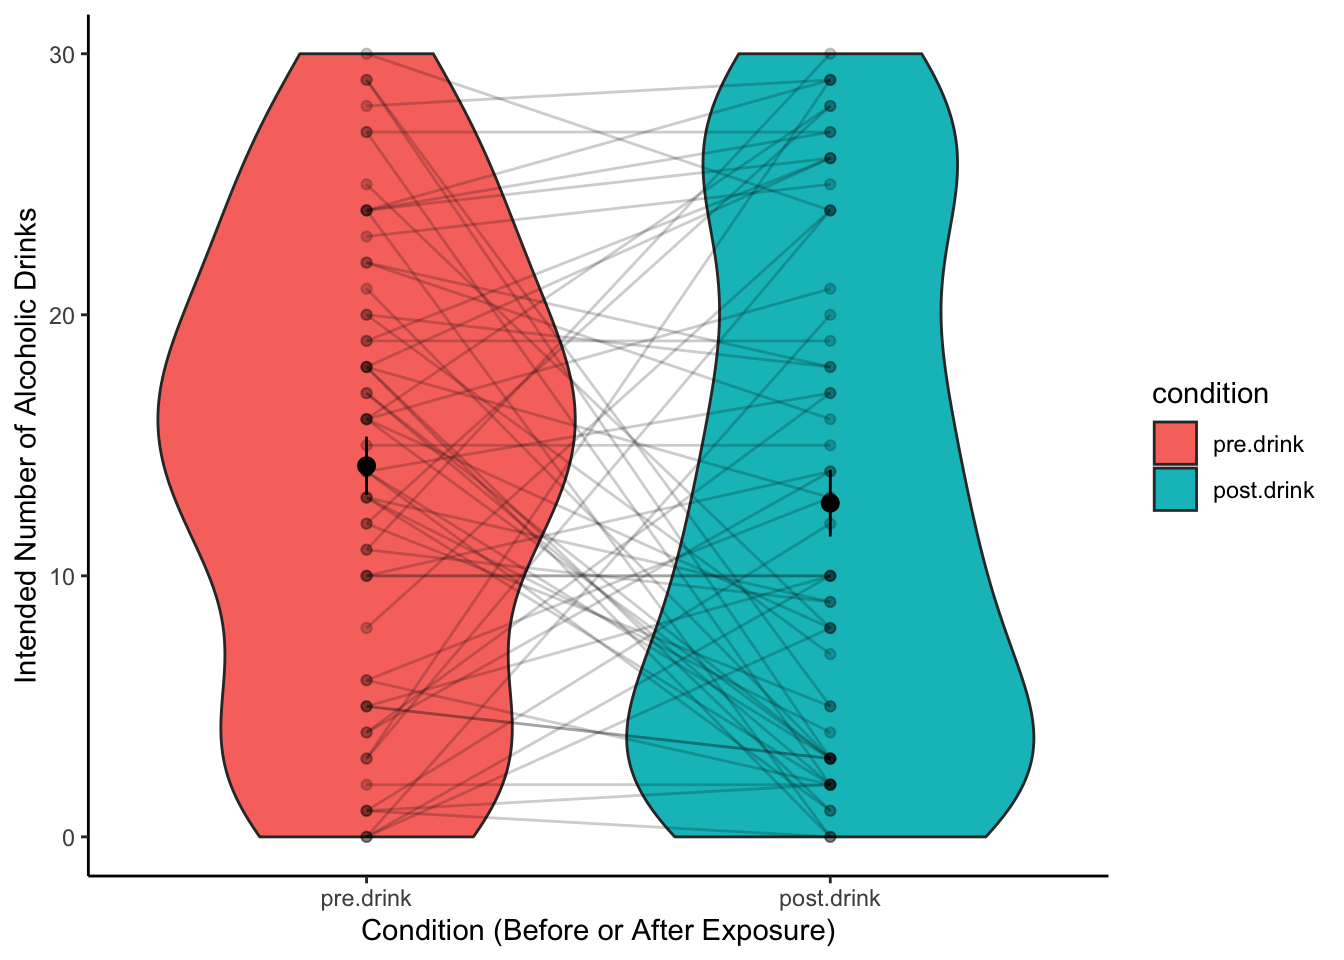 Intended Number of Alcoholic Drinks
30
20
10
0
pre.drink
post.drink
Condition (Before or After Exposure)
condition
pre.drink
post.drink